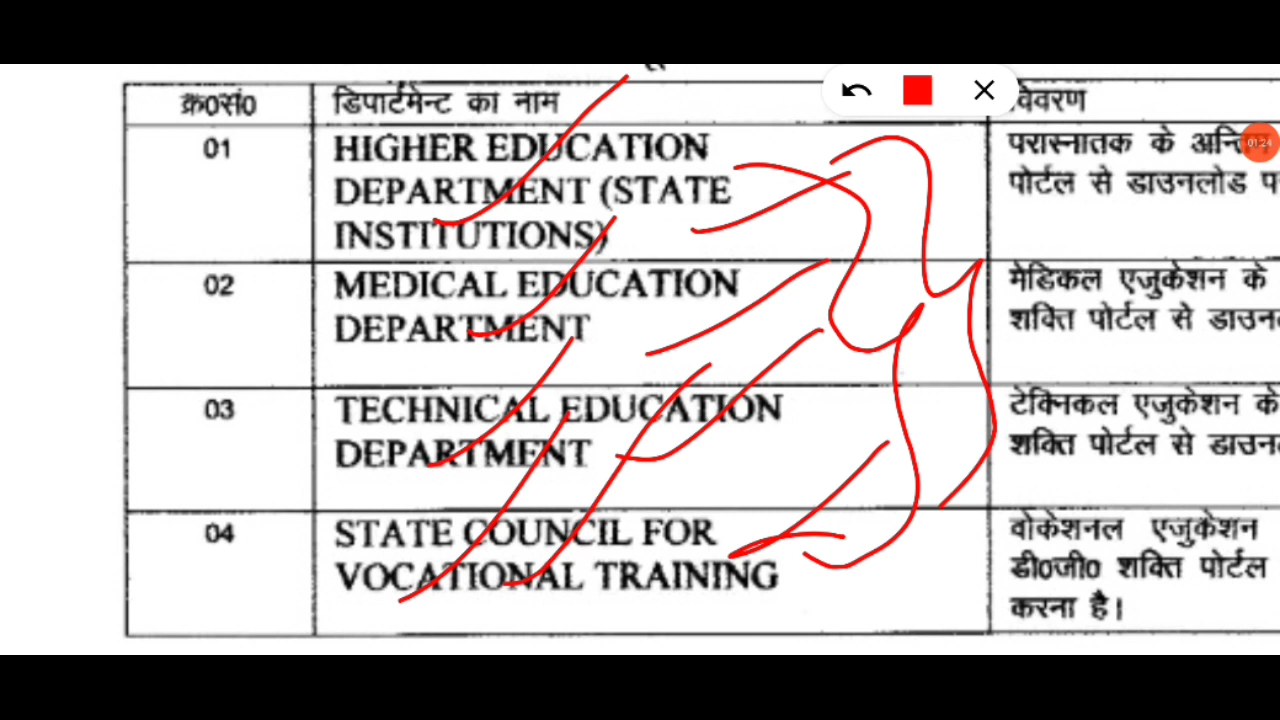 क्र0सं0 डिपार्टमेन्ट का नाम विवरण
01 HIGHER EDUCATION परास्नातक के
DEPARTMENT (STATE पोर्टल से डाउनलोड
INSTITUTIONS)
02 MEDICAL EDUCATION मेडिकल एजुकेशन के
DEPARTMENT शक्ति पोर्टल से
03 TECHNICAL EDUCATION टेक्निकल एजुकेशन के
DEPARTMENT शक्ति पोर्टल से
04 STATE COUNCIL FOR वोकेशनल एजुकेशन
VOCATIONAL TRAINING डी0जी0 शक्ति पोर्टल
करना है।
01:24